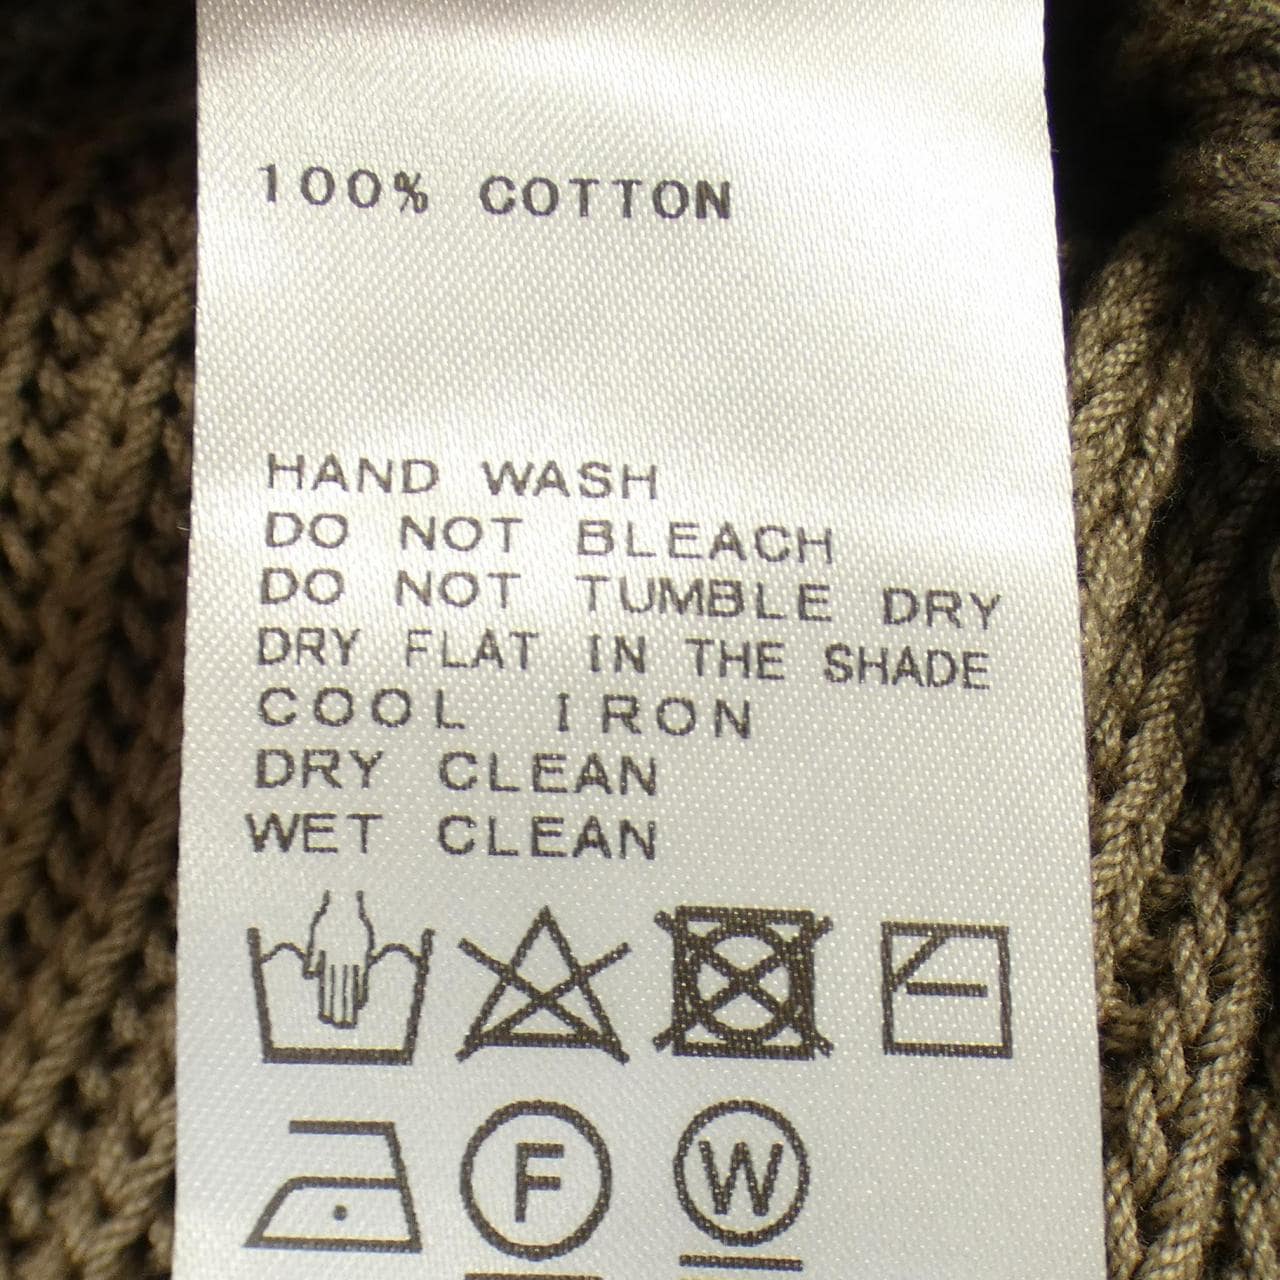 100% COTTON
HAND WASH
DO NOT BLEACH
DO NOT TUMBLE DRY
DRY FLAT IN THE SHADE
COOL IRON
DRY CLEAN
WET CLEAN
F W